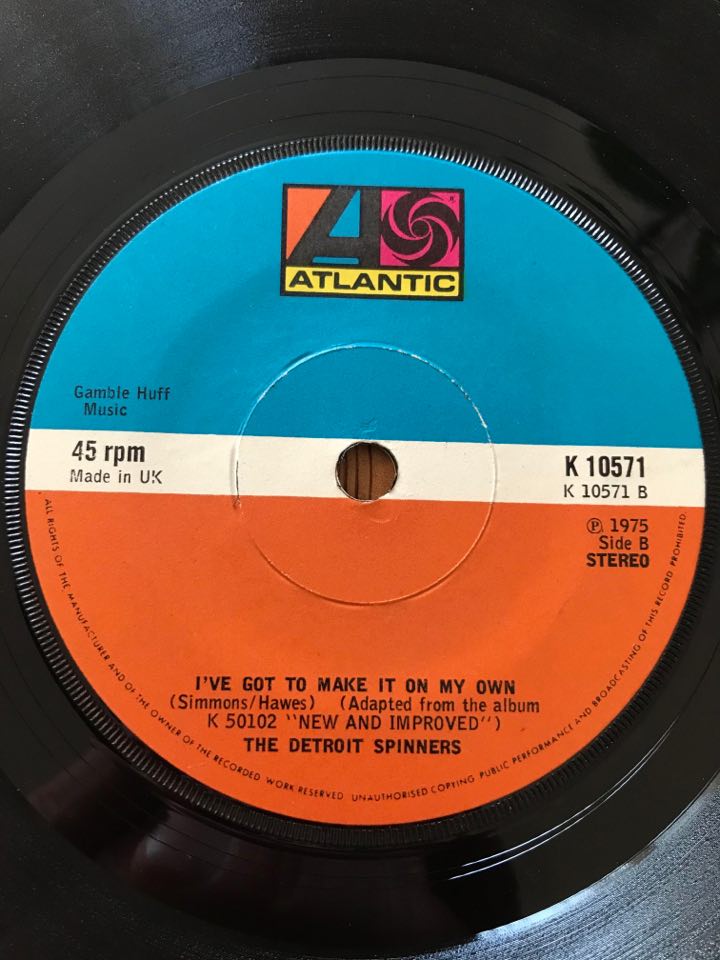 ATLANTIC
Gamble Huff
Music
45 rpm
Made in UK
K 10571
K 10571 B
℗ 1975
Side B
STEREO
I'VE GOT TO MAKE IT ON MY OWN
(Simmons/Hawes) (Adapted from the album
K 50102 "NEW AND IMPROVED")
THE DETROIT SPINNERS
ALL RIGHTS OF THE MANUFACTURER AND OF THE OWNER OF THE RECORDED WORK RESERVED. UNAUTHORISED COPYING PUBLIC PERFORMANCE AND BROADCASTING OF THIS RECORD PROHIBITED.